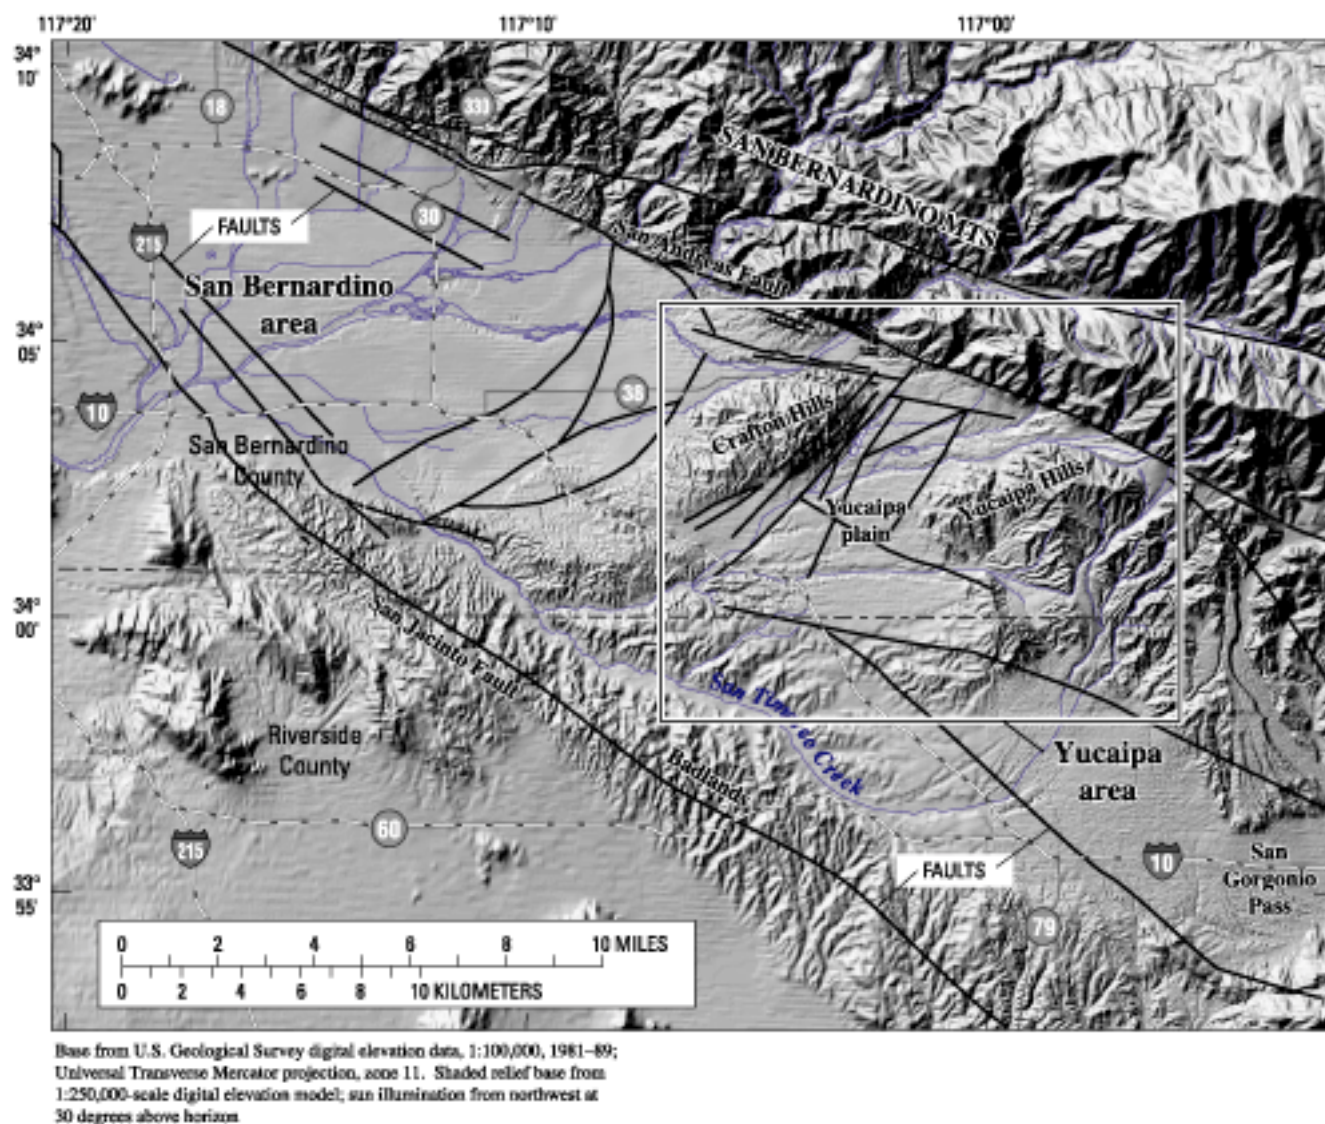 117°20' 117°10' 117°00'
34°
10'
18
330
SAN BERNARDINO MTS
30
FAULTS
215
San Andreas Fault
San Bernardino
area
34°
05'
38
10
Crafton Hills
San Bernardino
County
Yucaipa Hills
Yucaipa
plain
34°
00'
San Jacinto Fault
San Timoteo Creek
Riverside
County
Badlands
Yucaipa
area
60
215
FAULTS
10
San
Gorgonio
Pass
33°
55'
79
0 2 4 6 8 10 MILES
0 2 4 6 8 10 KILOMETERS
Base from U.S. Geological Survey digital elevation data, 1:100,000, 1981–89;
Universal Transverse Mercator projection, zone 11. Shaded relief base from
1:250,000-scale digital elevation model; sun illumination from northwest at
30 degrees above horizon